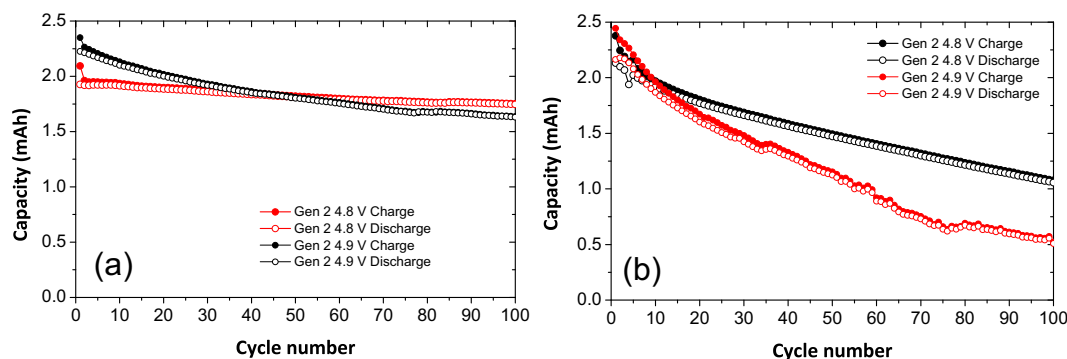 2.5
2.0
1.5
1.0
0.5
0.0
Capacity (mAh)
Gen 2 4.8 V Charge
Gen 2 4.8 V Discharge
Gen 2 4.9 V Charge
Gen 2 4.9 V Discharge
(a)
0 10 20 30 40 50 60 70 80 90 100
Cycle number
2.5
2.0
1.5
1.0
0.5
0.0
Capacity (mAh)
Gen 2 4.8 V Charge
Gen 2 4.8 V Discharge
Gen 2 4.9 V Charge
Gen 2 4.9 V Discharge
(b)
0 10 20 30 40 50 60 70 80 90 100
Cycle number